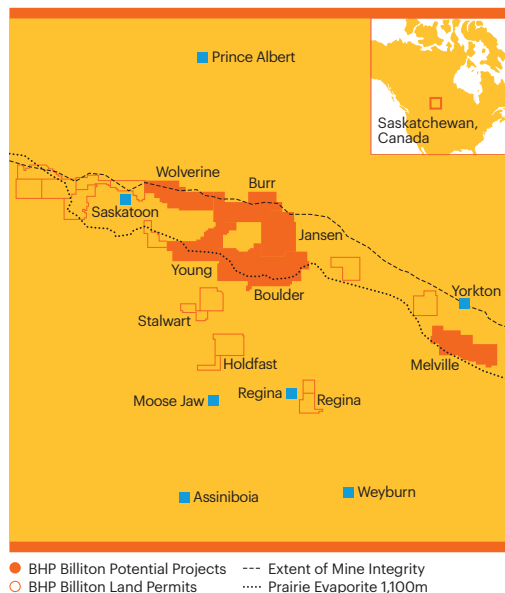 Prince Albert
Saskatchewan,
Canada
Wolverine
Burr
Saskatoon
Jansen
Young
Boulder
Yorkton
Stalwart
Holdfast
Melville
Moose Jaw
Regina
Regina
Assiniboia
Weyburn
BHP Billiton Potential Projects
Extent of Mine Integrity
BHP Billiton Land Permits
Prairie Evaporite 1,100m